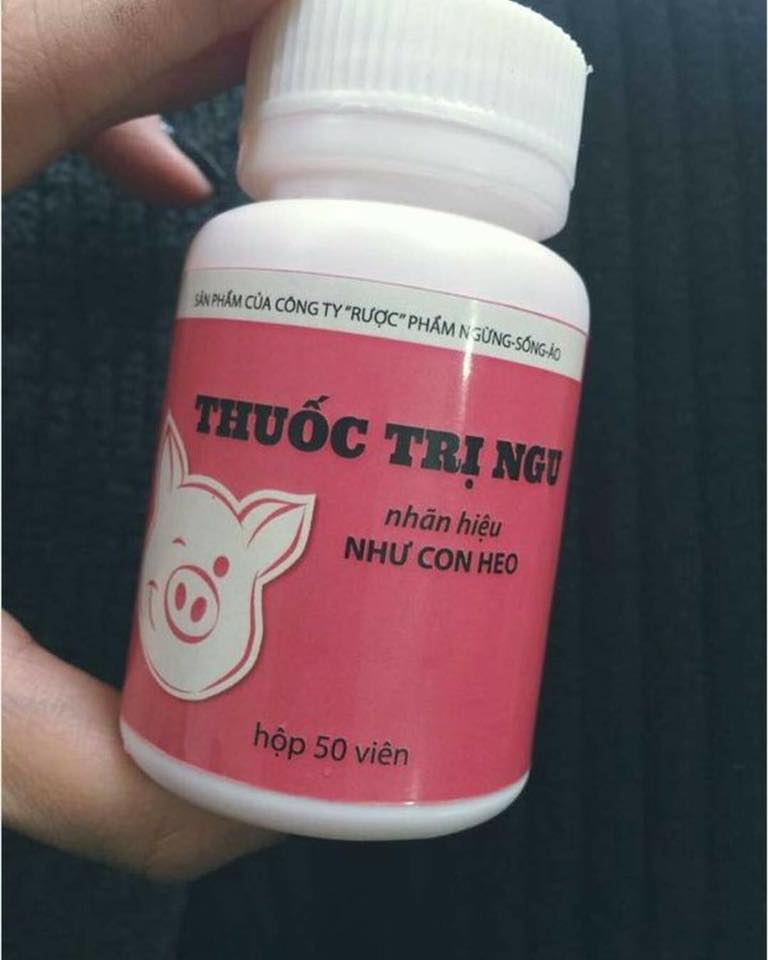 SẢN PHẨM CỦA CÔNG TY "RƯỢC" PHẨM NGỪNG-SỐNG-ẢO
THUỐC TRỊ NGU
nhãn hiệu
NHƯ CON HEO
hộp 50 viên